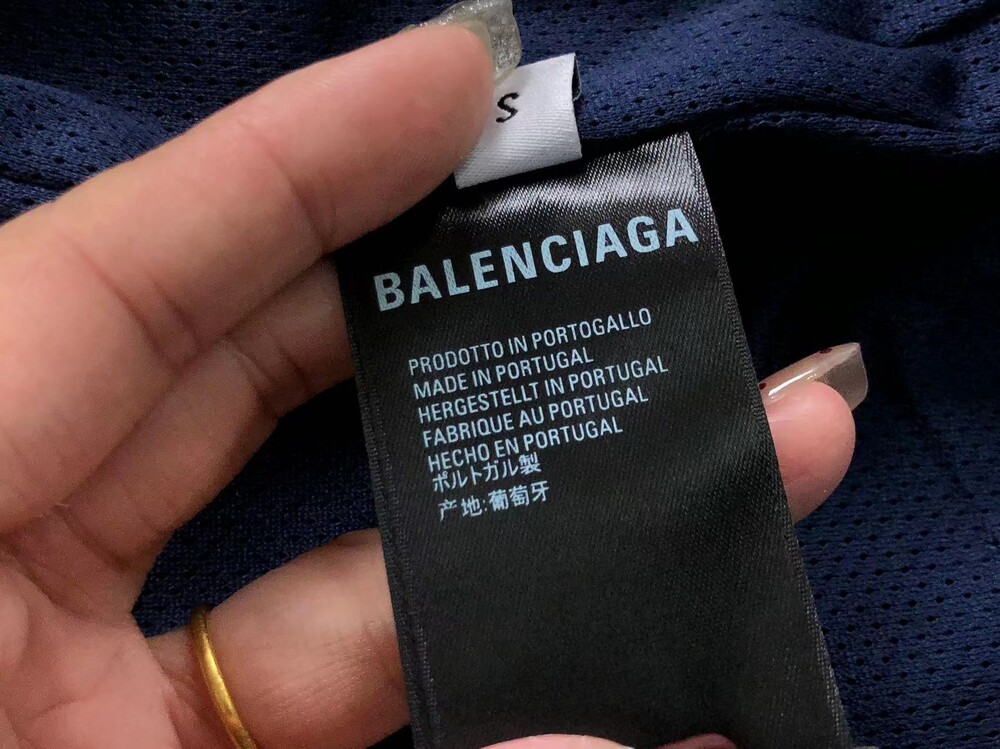 S
BALENCIAGA
PRODOTTO IN PORTOGALLO
MADE IN PORTUGAL
HERGESTELLT IN PORTUGAL
FABRIQUE AU PORTUGAL
HECHO EN PORTUGAL
ポルトガル製
产地:葡萄牙